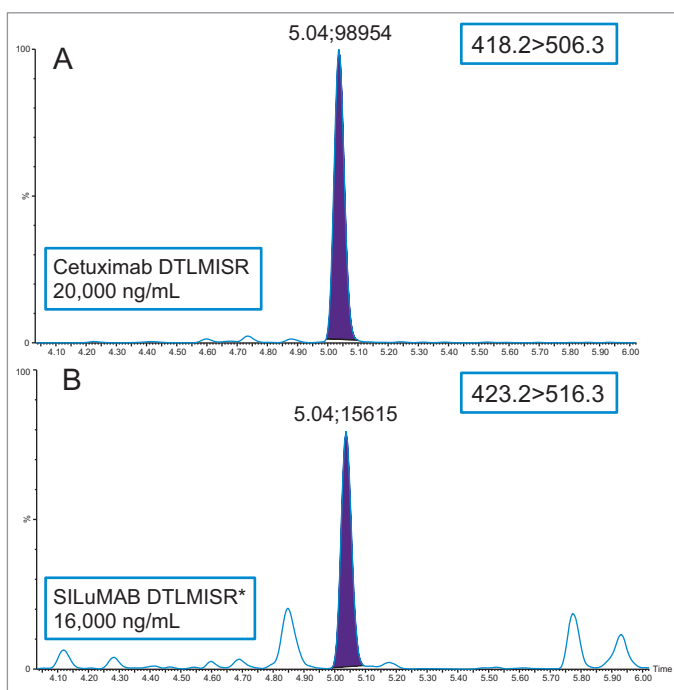 5.04;98954
418.2>506.3
A
100
%
0
Cetuximab DTLMISR
20,000 ng/mL
4.10 4.20 4.30 4.40 4.50 4.60 4.70 4.80 4.90 5.00 5.10 5.20 5.30 5.40 5.50 5.60 5.70 5.80 5.90 6.00
B
100
423.2>516.3
5.04;15615
%
SILuMAB DTLMISR*
16,000 ng/mL
0
4.10 4.20 4.30 4.40 4.50 4.60 4.70 4.80 4.90 5.00 5.10 5.20 5.30 5.40 5.50 5.60 5.70 5.80 5.90 6.00 Time